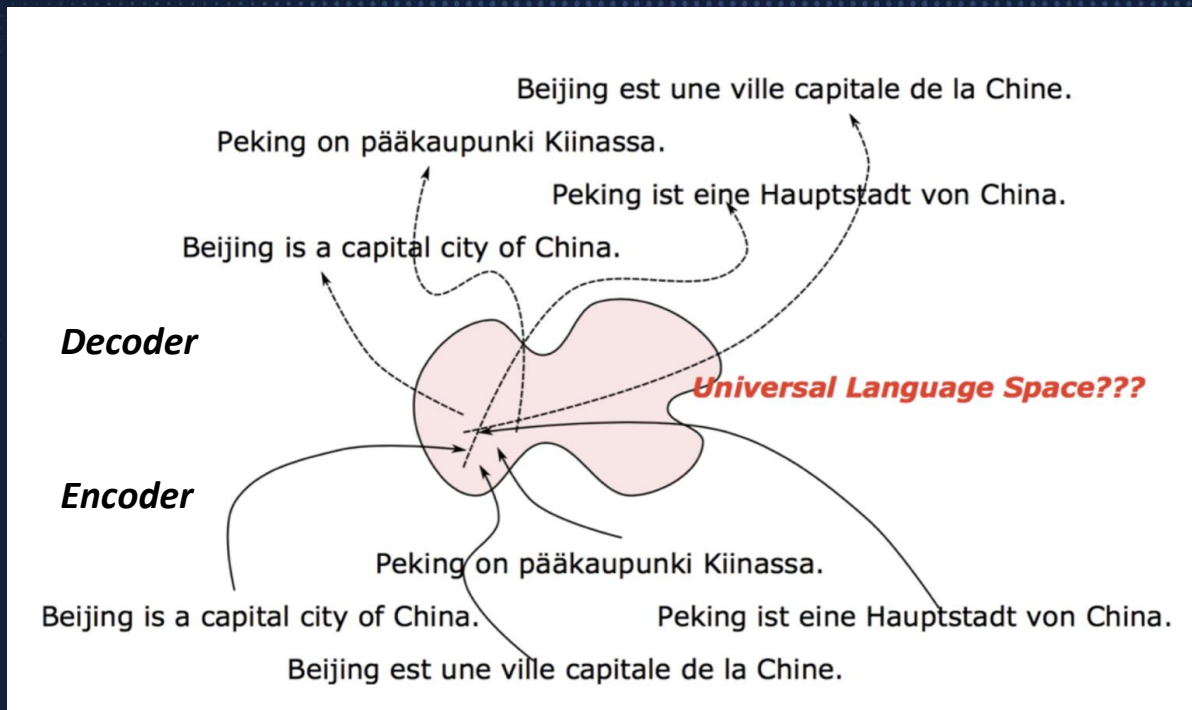 Beijing est une ville capitale de la Chine.
Peking on pääkaupunki Kiinassa.
Peking ist eine Hauptstadt von China.
Beijing is a capital city of China.
Decoder
Universal Language Space???
Encoder
Peking on pääkaupunki Kiinassa.
Beijing is a capital city of China.
Peking ist eine Hauptstadt von China.
Beijing est une ville capitale de la Chine.